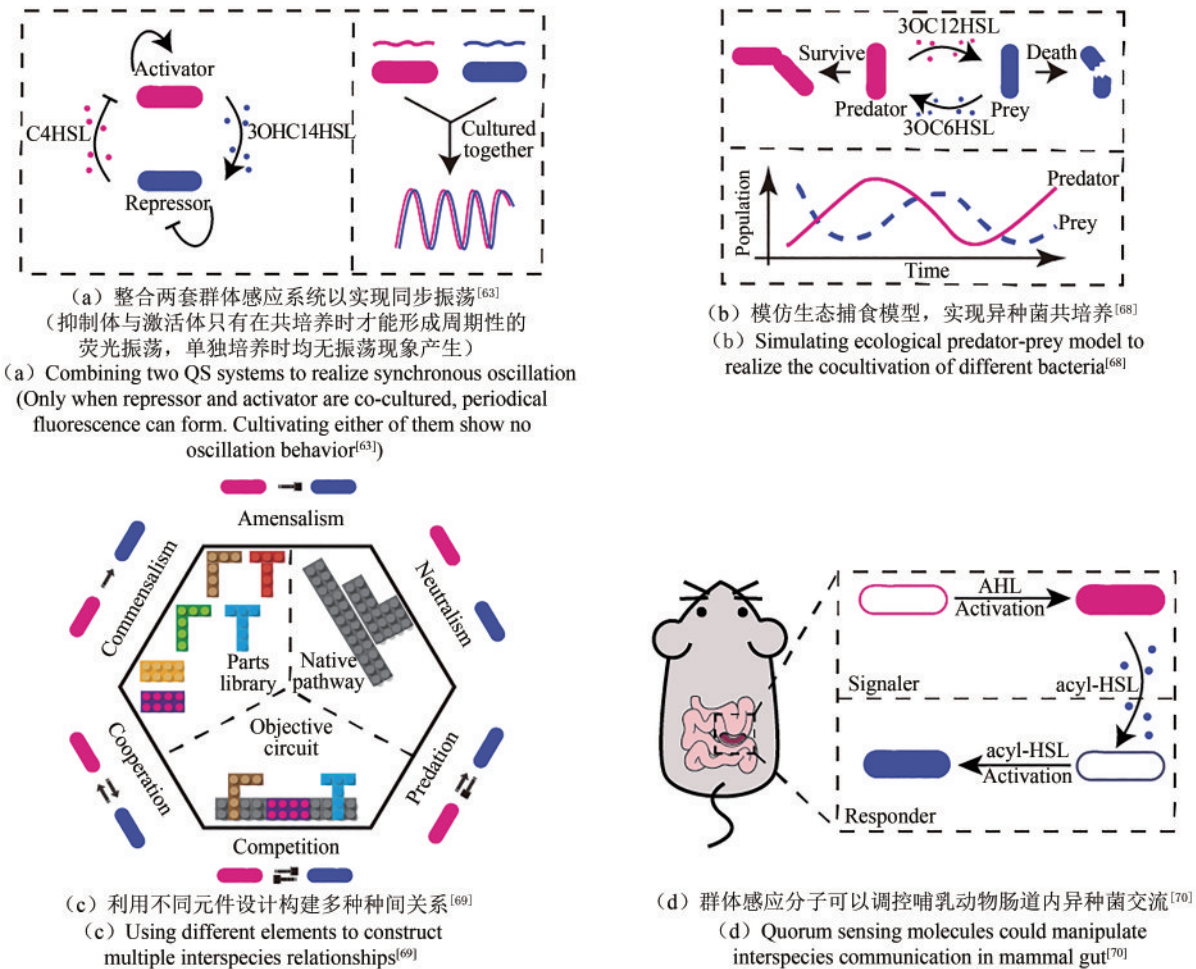 Activator
C4HSL
3OHC14HSL
Repressor
Cultured
together
(a) 整合两套群体感应系统以实现同步振荡[63]
(抑制体与激活体只有在共培养时才能形成周期性的
荧光振荡，单独培养时均无振荡现象产生)
(a) Combining two QS systems to realize synchronous oscillation
(Only when repressor and activator are co-cultured, periodical
fluorescence can form. Cultivating either of them show no
oscillation behavior[63])
3OC12HSL
Survive
Death
Predator
Prey
3OC6HSL
Population
Predator
Prey
Time
(b) 模仿生态捕食模型，实现异种菌共培养[68]
(b) Simulating ecological predator-prey model to
realize the cocultivation of different bacteria[68]
Amensalism
Commensalism
Neutralism
Parts
library
Native
pathway
Objective
circuit
Cooperation
Predation
Competition
(c) 利用不同元件设计构建多种种间关系[69]
(c) Using different elements to construct
multiple interspecies relationships[69]
AHL
Activation
Signaler
acyl-HSL
acyl-HSL
Activation
Responder
(d) 群体感应分子可以调控哺乳动物肠道内异种菌交流[70]
(d) Quorum sensing molecules could manipulate
interspecies communication in mammal gut[70]